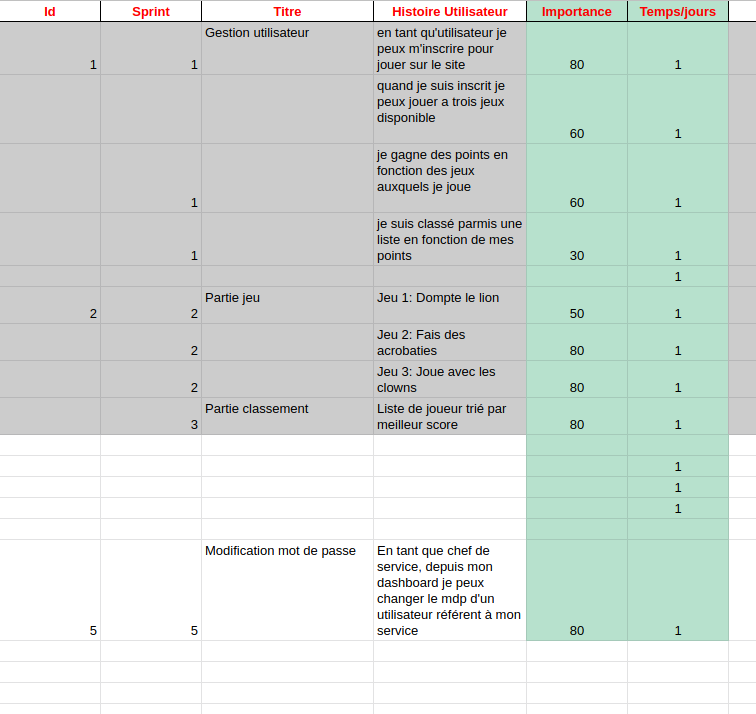 Id Sprint Titre Histoire Utilisateur Importance Temps/jours
Gestion utilisateur
en tant qu'utilisateur je
peux m'inscrire pour
jouer sur le site
1 1 80 1
quand je suis inscrit je
peux jouer a trois jeux
disponible
60 1
je gagne des points en
fonction des jeux
auxquels je joue
1 60 1
je suis classé parmis une
liste en fonction de mes
points
1 30 1
1
Partie jeu
Jeu 1: Dompte le lion
2 2 50 1
Jeu 2: Fais des
acrobaties
2 80 1
Jeu 3: Joue avec les
clowns
2 80 1
Partie classement
Liste de joueur trié par
meilleur score
3 80 1
1
1
1
Modification mot de passe
En tant que chef de
service, depuis mon
dashboard je peux
changer le mdp d'un
utilisateur référent à mon
service
5 5 80 1